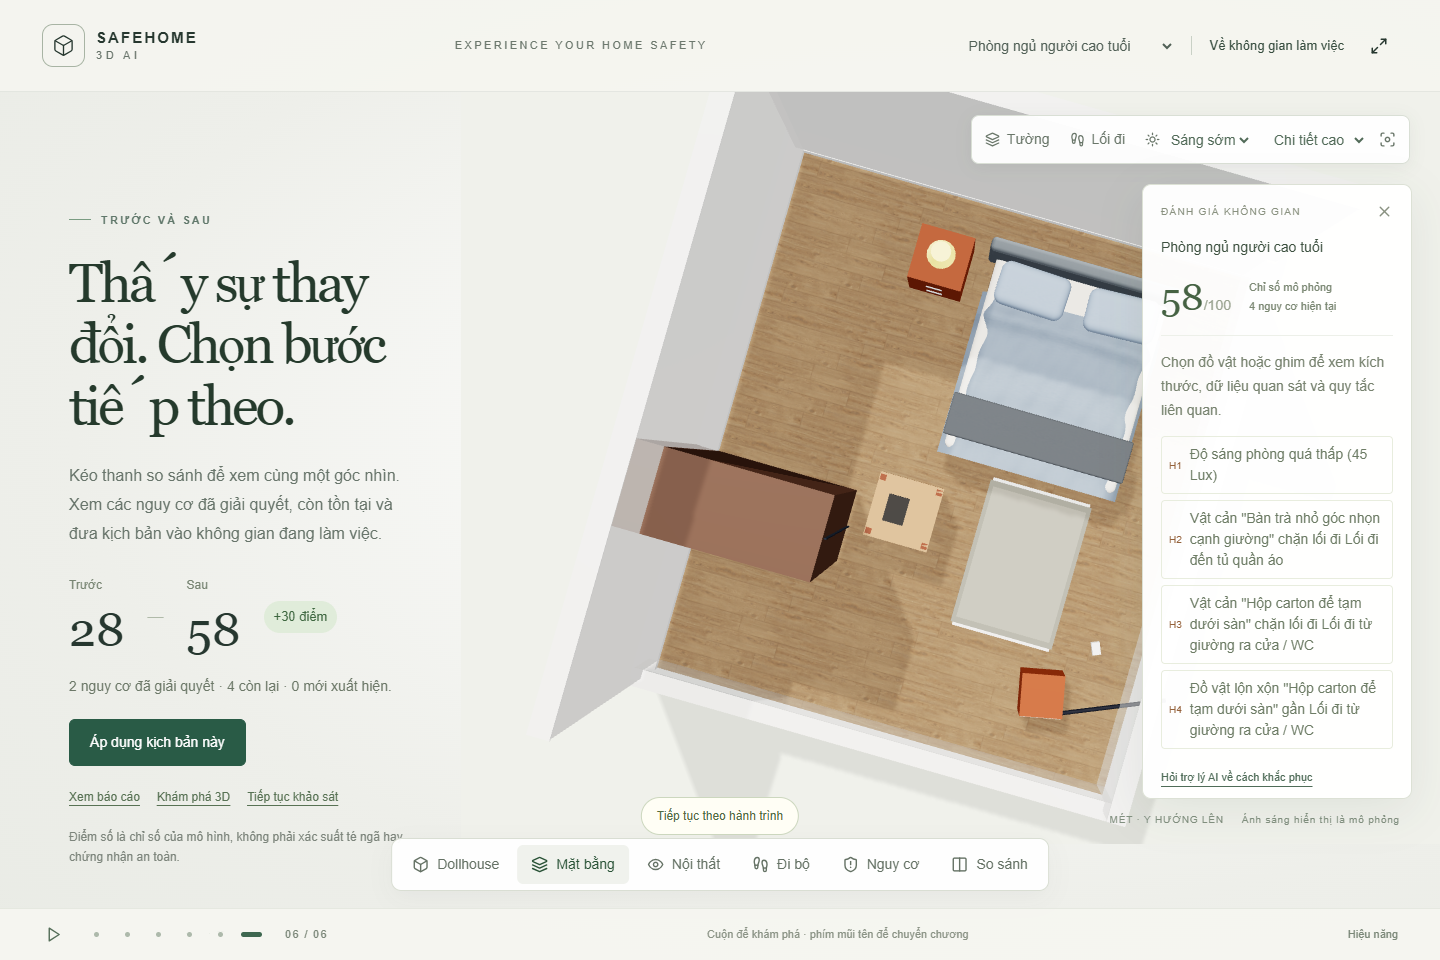 SAFEHOME
3D AI
EXPERIENCE YOUR HOME SAFETY
Phòng ngủ người cao tuổi
Về không gian làm việc
Tường
Lối đi
Sáng sớm
Chi tiết cao
TRƯỚC VÀ SAU
Thấy sự thay
đổi. Chọn bước
tiếp theo.
Kéo thanh so sánh để xem cùng một góc nhìn.
Xem các nguy cơ đã giải quyết, còn tồn tại và
đưa kịch bản vào không gian đang làm việc.
Trước
Sau
28
—
58
+30 điểm
2 nguy cơ đã giải quyết · 4 còn lại · 0 mới xuất hiện.
Áp dụng kịch bản này
Xem báo cáo
Khám phá 3D
Tiếp tục khảo sát
Điểm số là chỉ số của mô hình, không phải xác suất té ngã hay
chứng nhận an toàn.
ĐÁNH GIÁ KHÔNG GIAN
Phòng ngủ người cao tuổi
58/100
Chỉ số mô phỏng
4 nguy cơ hiện tại
Chọn đồ vật hoặc ghim để xem kích
thước, dữ liệu quan sát và quy tắc
liên quan.
H1 Độ sáng phòng quá thấp (45
Lux)
H2 Vật cản "Bàn trà nhỏ góc nhọn
cạnh giường" chặn lối đi Lối đi
đến tủ quần áo
H3 Vật cản "Hộp carton để tạm
dưới sàn" chặn lối đi Lối đi từ
giường ra cửa / WC
H4 Đồ vật lộn xộn "Hộp carton để
tạm dưới sàn" gần Lối đi từ
giường ra cửa / WC
Hỏi trợ lý AI về cách khắc phục
MÉT · Y HƯỚNG LÊN
Ánh sáng hiển thị là mô phỏng
Tiếp tục theo hành trình
Dollhouse
Mặt bằng
Nội thất
Đi bộ
Nguy cơ
So sánh
06 / 06
Cuộn để khám phá · phím mũi tên để chuyển chương
Hiệu năng